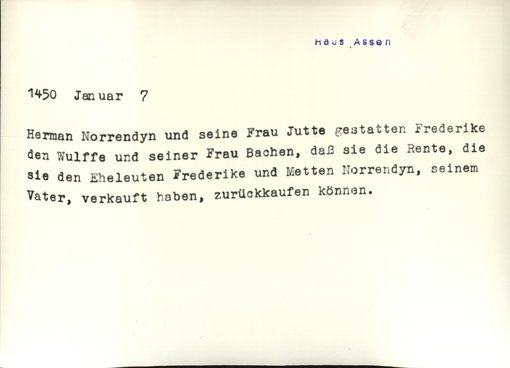 Haus Assen
1450 Januar 7
Herman Norrendyn und seine Frau Jutte gestatten Frederike
den Wulffe und seiner Frau Bachen, daß sie die Rente, die
sie den Eheleuten Frederike und Metten Norrendyn, seinem
Vater, verkauft haben, zurückkaufen können.